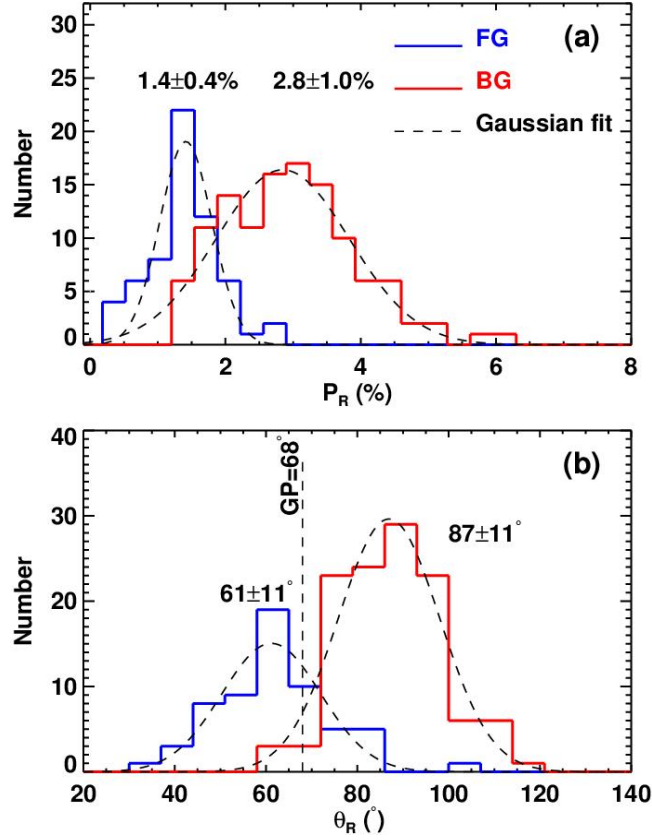 (a)
FG
BG
Gaussian fit
1.4±0.4%
2.8±1.0%
Number
30
25
20
15
10
5
0
0 2 4 6 8
P_R (%)
(b)
GP=68°
87±11°
61±11°
Number
40
30
20
10
0
20 40 60 80 100 120 140
θ_R (°)